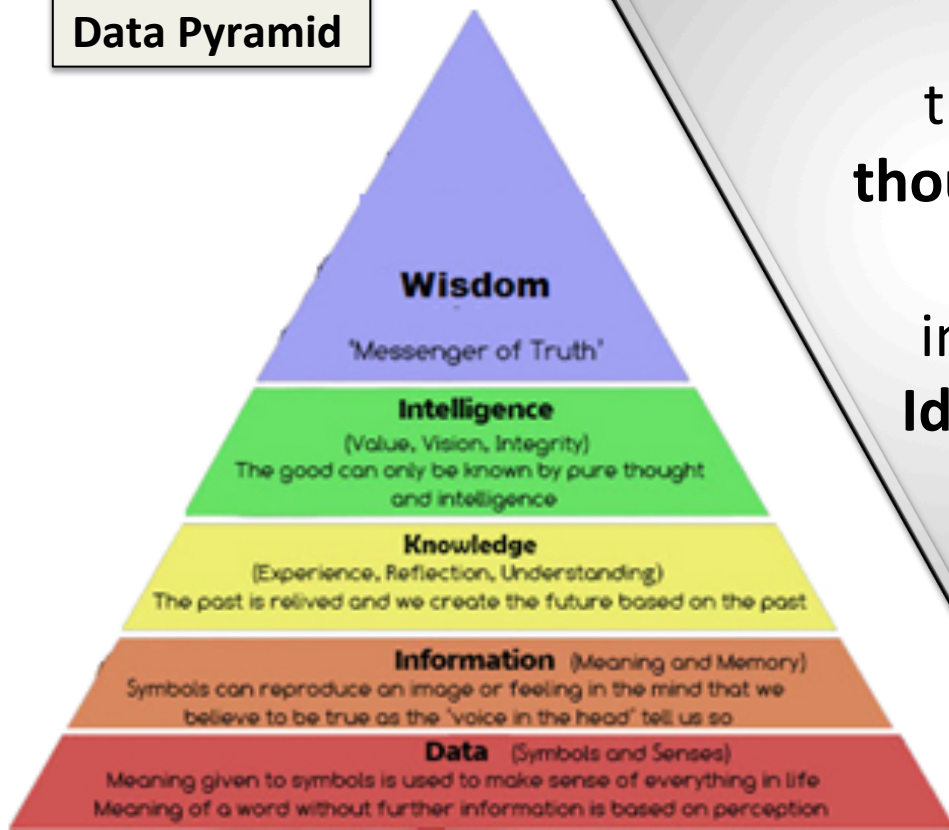 Data Pyramid
Wisdom
'Messenger of Truth'
Intelligence
(Value, Vision, Integrity)
The good can only be known by pure thought
and intelligence
Knowledge
(Experience, Reflection, Understanding)
The past is relived and we create the future based on the past
Information (Meaning and Memory)
Symbols can reproduce an image or feeling in the mind that we
believe to be true as the 'voice in the head' tell us so
Data (Symbols and Senses)
Meaning given to symbols is used to make sense of everything in life
Meaning of a word without further information is based on perception